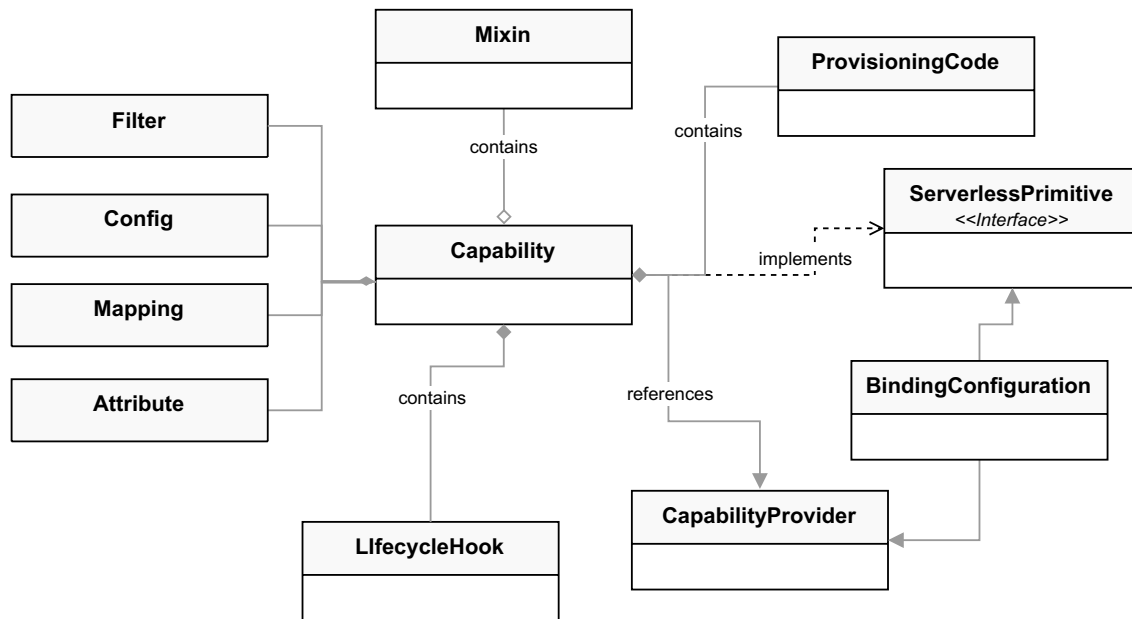 Mixin
ProvisioningCode
Filter
contains
contains
ServerlessPrimitive
<<Interface>>
Config
Capability
implements
Mapping
BindingConfiguration
contains
references
Attribute
CapabilityProvider
LIfecycleHook